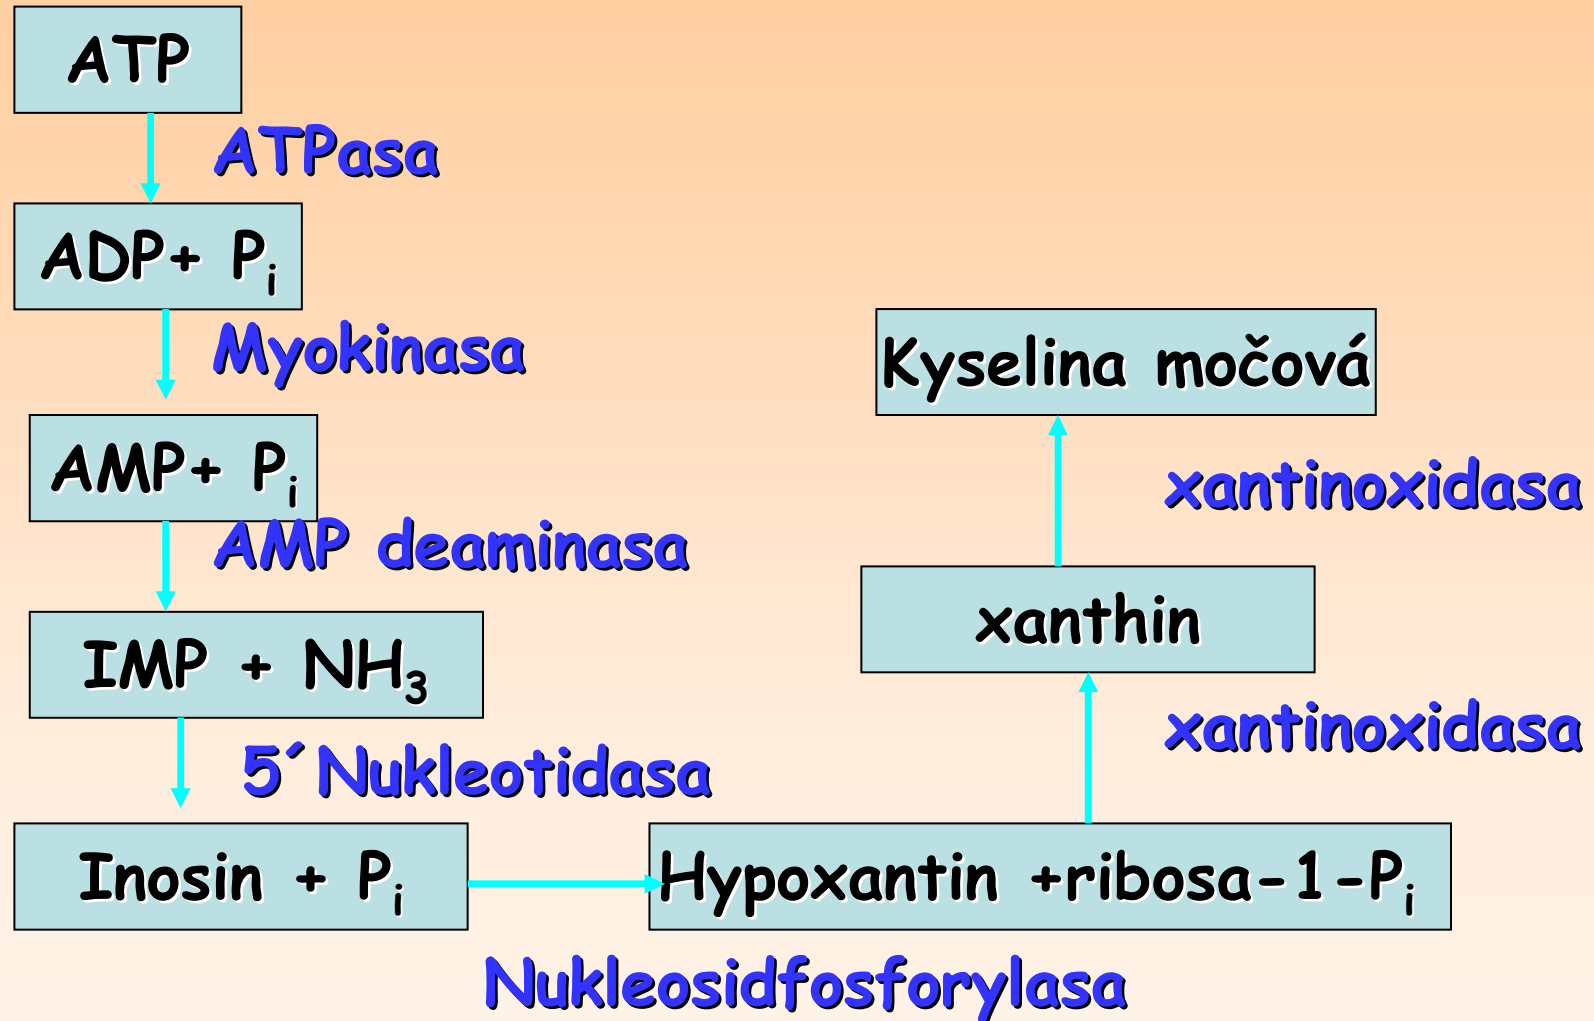 ATP
ATPasa
ADP+ Pi
Myokinasa
AMP+ Pi
AMP deaminasa
IMP + NH3
5´Nukleotidasa
Inosin + Pi
Nukleosidfosforylasa
Hypoxantin +ribosa-1-Pi
xantinoxidasa
xanthin
xantinoxidasa
Kyselina močová